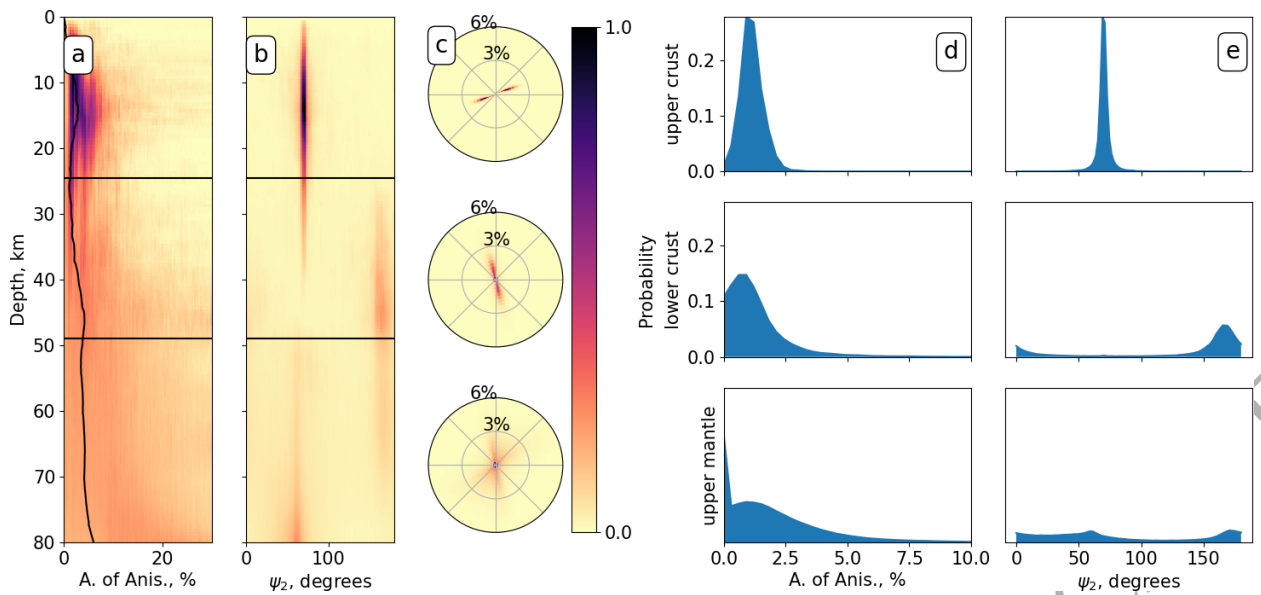 a
b
c
d
e
0
10
20
30
40
50
60
70
80
Depth, km
0
20
A. of Anis., %
0
100
ψ₂, degrees
6%
3%
6%
3%
6%
3%
1.0
0.0
Probability
upper crust
0.2
0.1
0.0
lower crust
0.2
0.1
0.0
upper mantle
0.0
2.5
5.0
7.5
10.0
A. of Anis., %
0
50
100
150
ψ₂, degrees